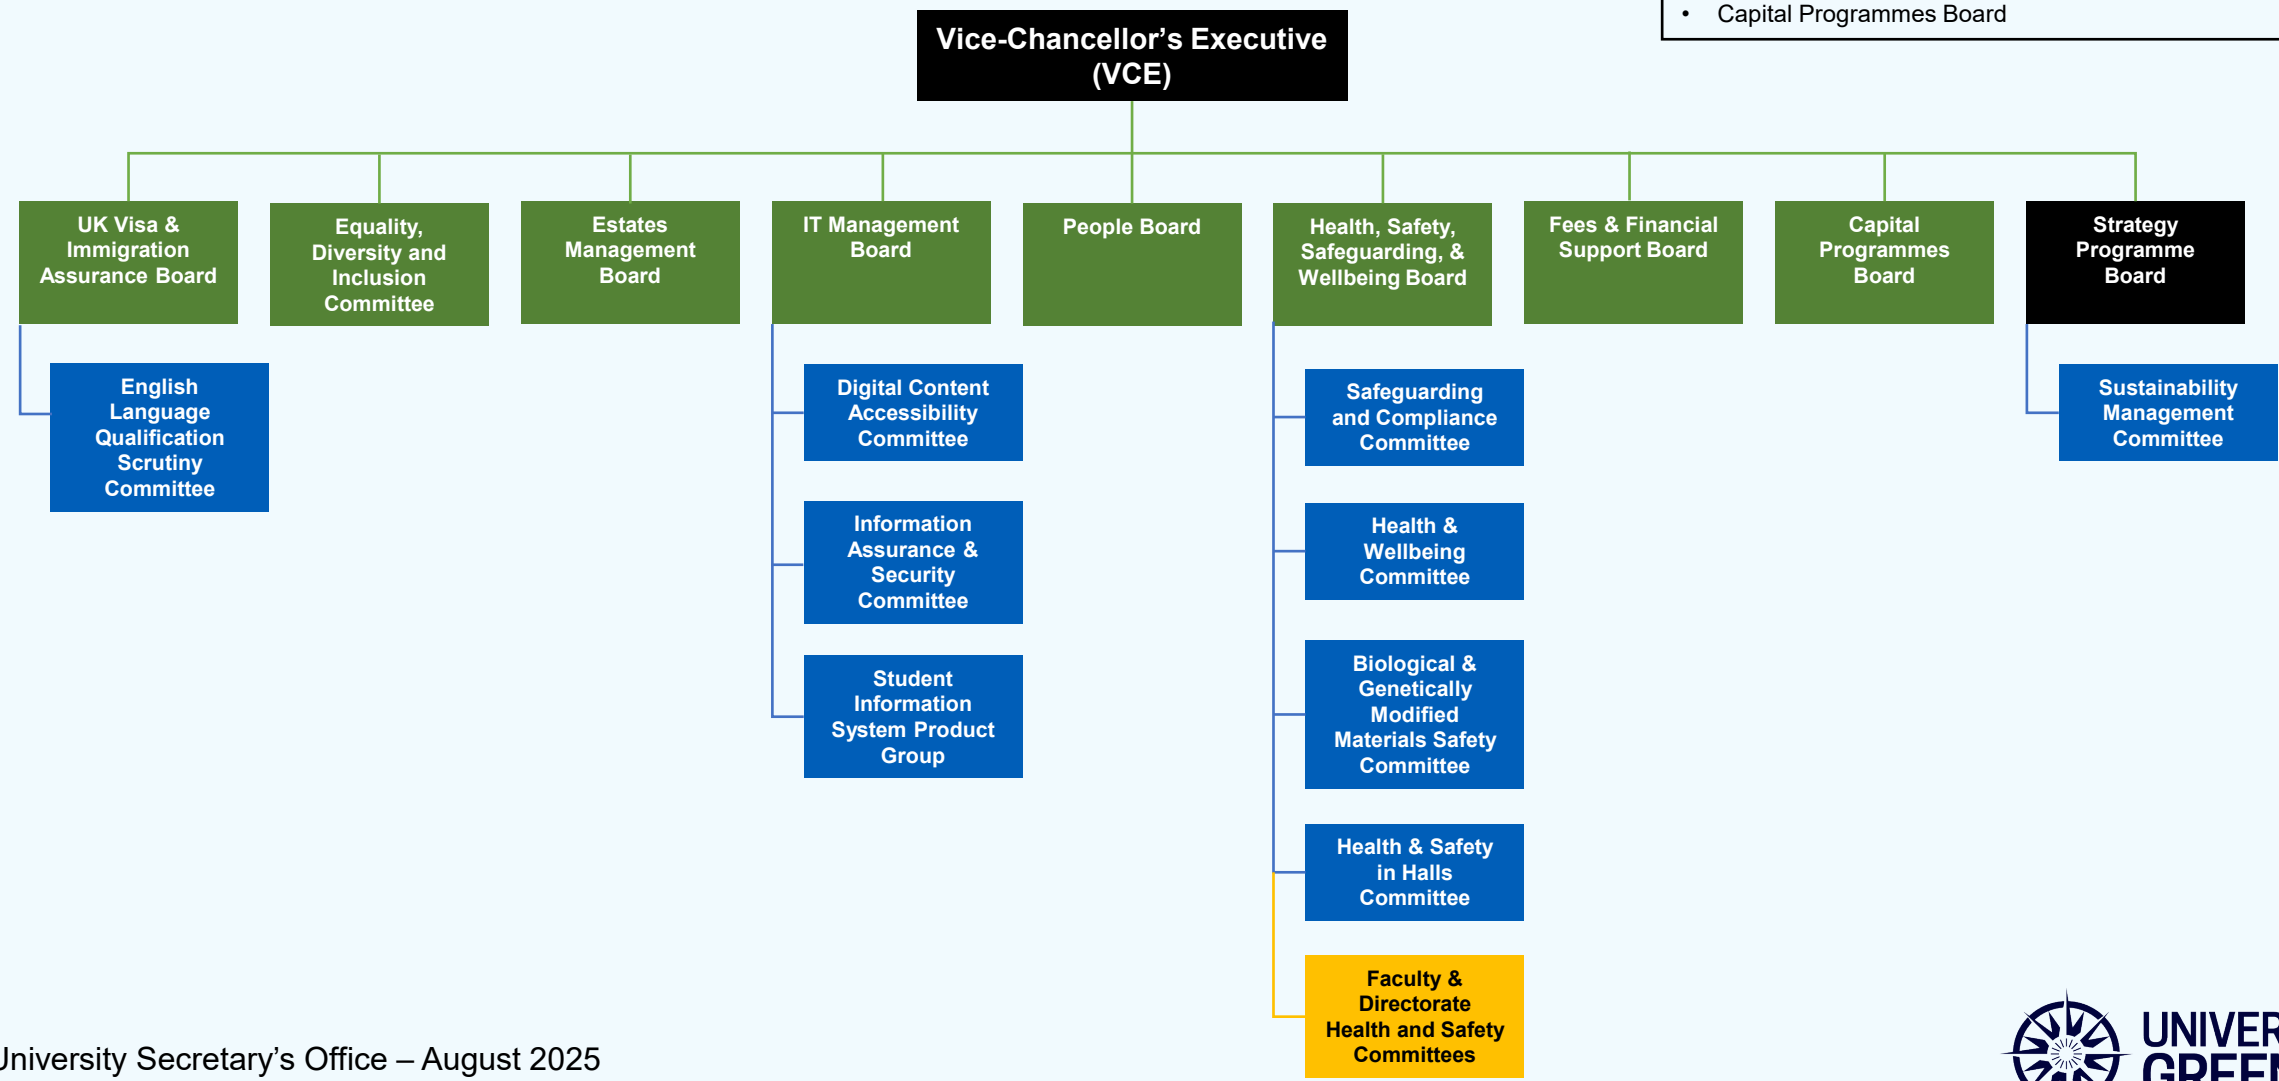 • Capital Programmes Board
Vice-Chancellor's Executive
(VCE)
UK Visa &
Immigration
Assurance Board
Equality,
Diversity and
Inclusion
Committee
Estates
Management
Board
IT Management
Board
People Board
Health, Safety,
Safeguarding, &
Wellbeing Board
Fees & Financial
Support Board
Capital
Programmes
Board
Strategy
Programme
Board
English
Language
Qualification
Scrutiny
Committee
Digital Content
Accessibility
Committee
Information
Assurance &
Security
Committee
Student
Information
System Product
Group
Safeguarding
and Compliance
Committee
Health &
Wellbeing
Committee
Biological &
Genetically
Modified
Materials Safety
Committee
Health & Safety
in Halls
Committee
Faculty &
Directorate
Health and Safety
Committees
Sustainability
Management
Committee
University Secretary's Office – August 2025
UNIVER
GREEN